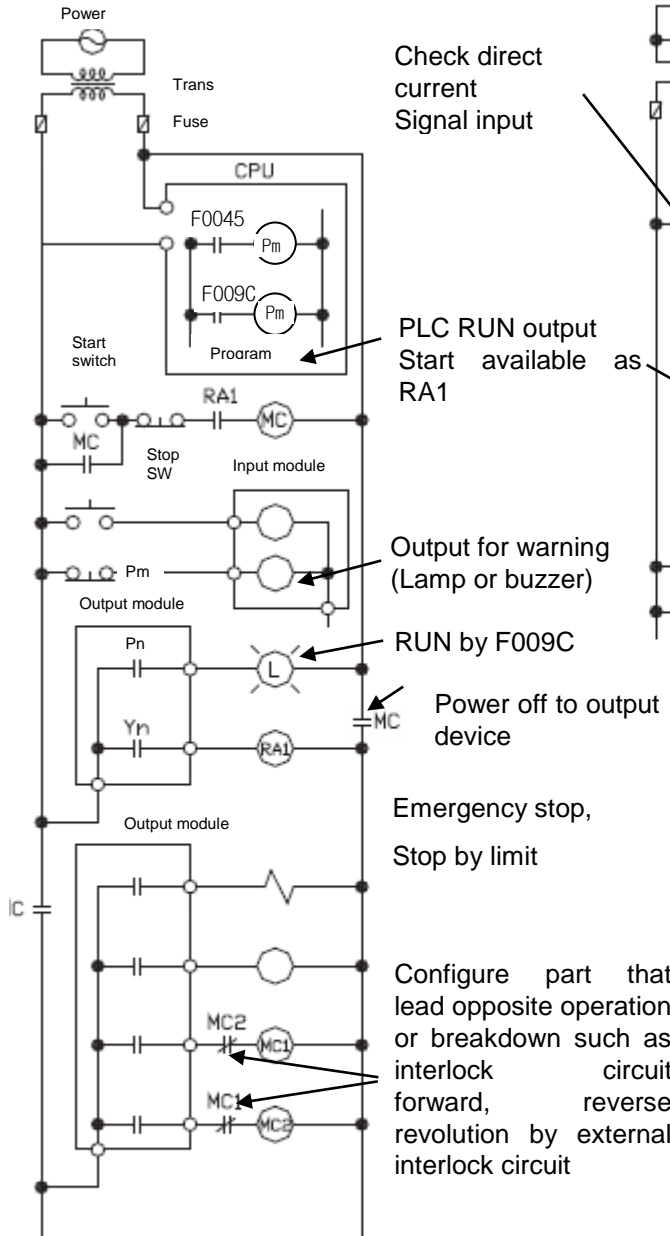 Power
Trans
Fuse
Check direct
current
Signal input
CPU
F0045
Pm
F009C
Pm
Program
PLC RUN output
Start available as
RA1
Start
switch
RA1
MC
MC
Stop
SW
Input module
Pm
Output for warning
(Lamp or buzzer)
Output module
Pn
L
RUN by F009C
Yn
RA1
MC
Power off to output
device
Emergency stop,
Stop by limit
Output module
C
MC2
MC1
MC1
MC2
Configure part that
lead opposite operation
or breakdown such as
interlock circuit
forward, reverse
revolution by external
interlock circuit